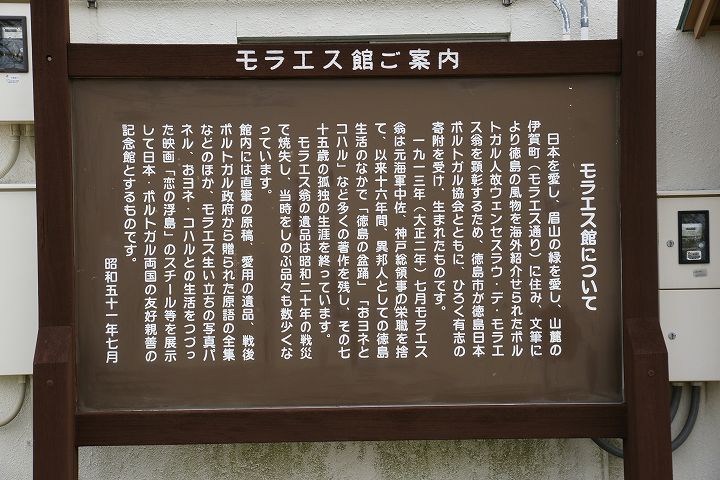 モラエス館ご案内
モラエス館について
日本を愛し、眉山の緑を愛し、山麓の
伊賀町（モラエス通り）に住み、文筆に
より徳島の風物を海外紹介せられたポル
トガル人故ウェンセスラウ・デ・モラエ
ス翁を顕彰するため、徳島市が徳島日本
ポルトガル協会とともに、ひろく有志の
寄附を受け、生まれたものです。
一九一三年（大正二年）七月モラエス
翁は元海軍中佐、神戸総領事の栄職を捨
て、以来十六年間、異邦人としての徳島
生活のなかで「徳島の盆踊」「おヨネと
コハル」など多くの著作を残し、その七
十五歳の孤独の生涯を終っています。
モラエス翁の遺品は昭和二十年の戦災
で焼失し、当時をしのぶ品々も数少くな
っています。
館内には直筆の原稿、愛用の遺品、戦後
ポルトガル政府から贈られた原語の全集
などのほか、モラエス生い立ちの写真パ
ネル、おヨネ・コハルとの生活をつづっ
た映画「恋の浮島」のスチール等を展示
して日本・ポルトガル両国の友好親善の
記念館とするものです。
昭和五十一年七月